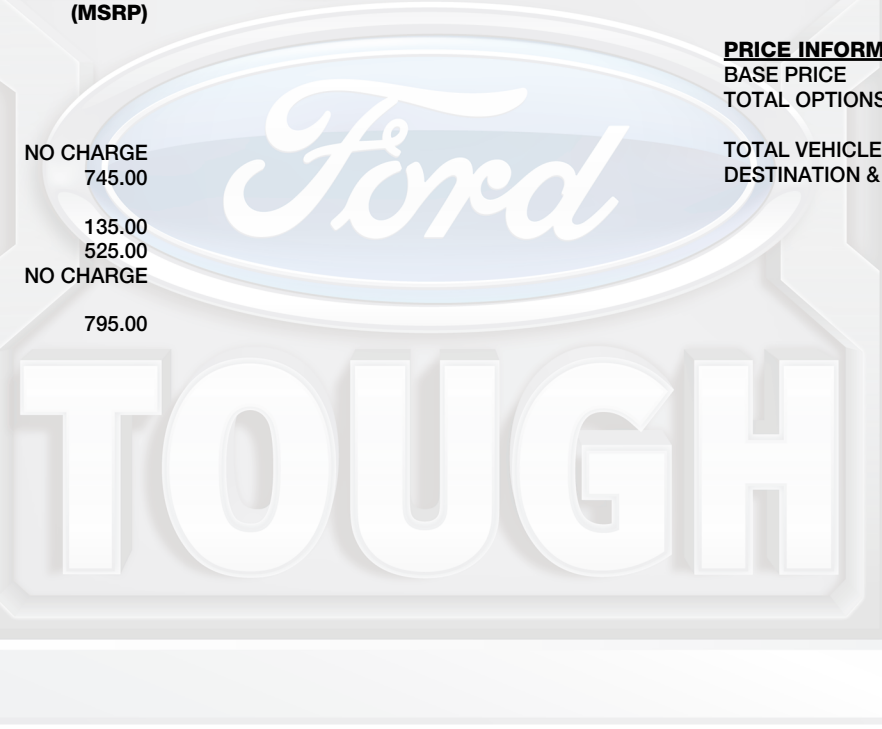 (MSRP)
NO CHARGE
745.00
135.00
525.00
NO CHARGE
795.00
PRICE INFORM
BASE PRICE
TOTAL OPTIONS
TOTAL VEHICLE
DESTINATION &
Ford
TOUGH